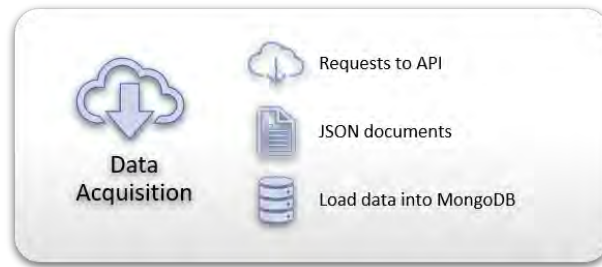 Data
Acquisition
Requests to API
JSON documents
Load data into MongoDB